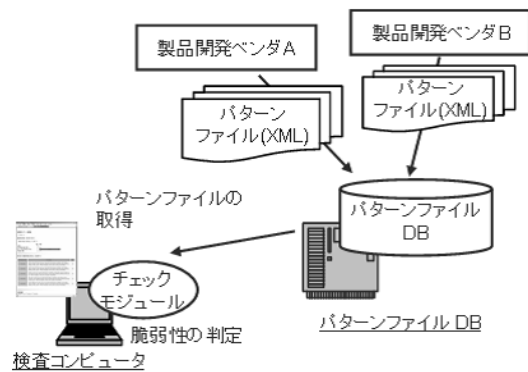 製品開発ベンダA
製品開発ベンダB
パターン
ファイル(XML)
パターン
ファイル(XML)
パターンファイルの
取得
パターンファイル
DB
チェック
モジュール
脆弱性の判定
パターンファイル DB
検査コンピュータ